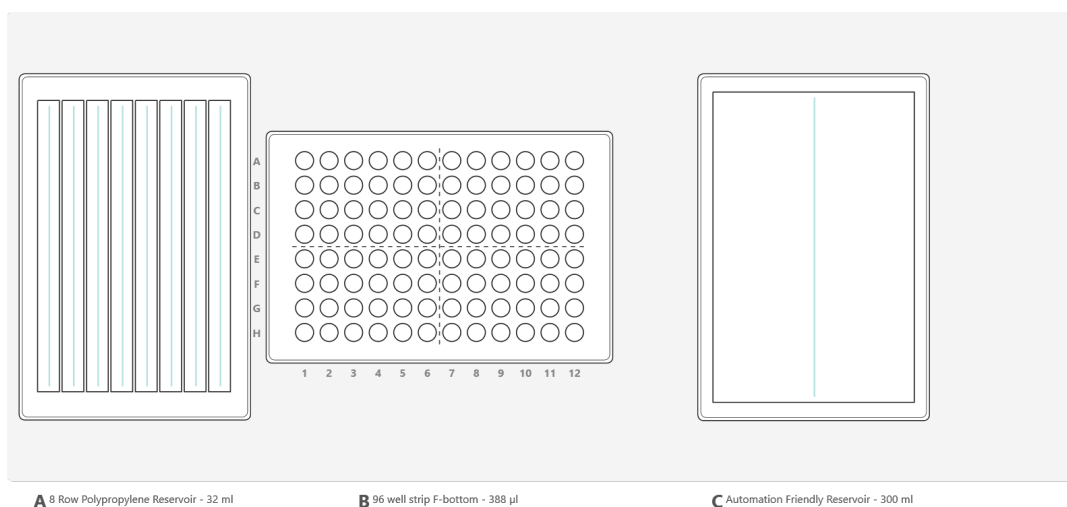 A
B
C
D
E
F
G
H
1 2 3 4 5 6 7 8 9 10 11 12
A 8 Row Polypropylene Reservoir - 32 ml
B 96 well strip F-bottom - 388 µl
C Automation Friendly Reservoir - 300 ml